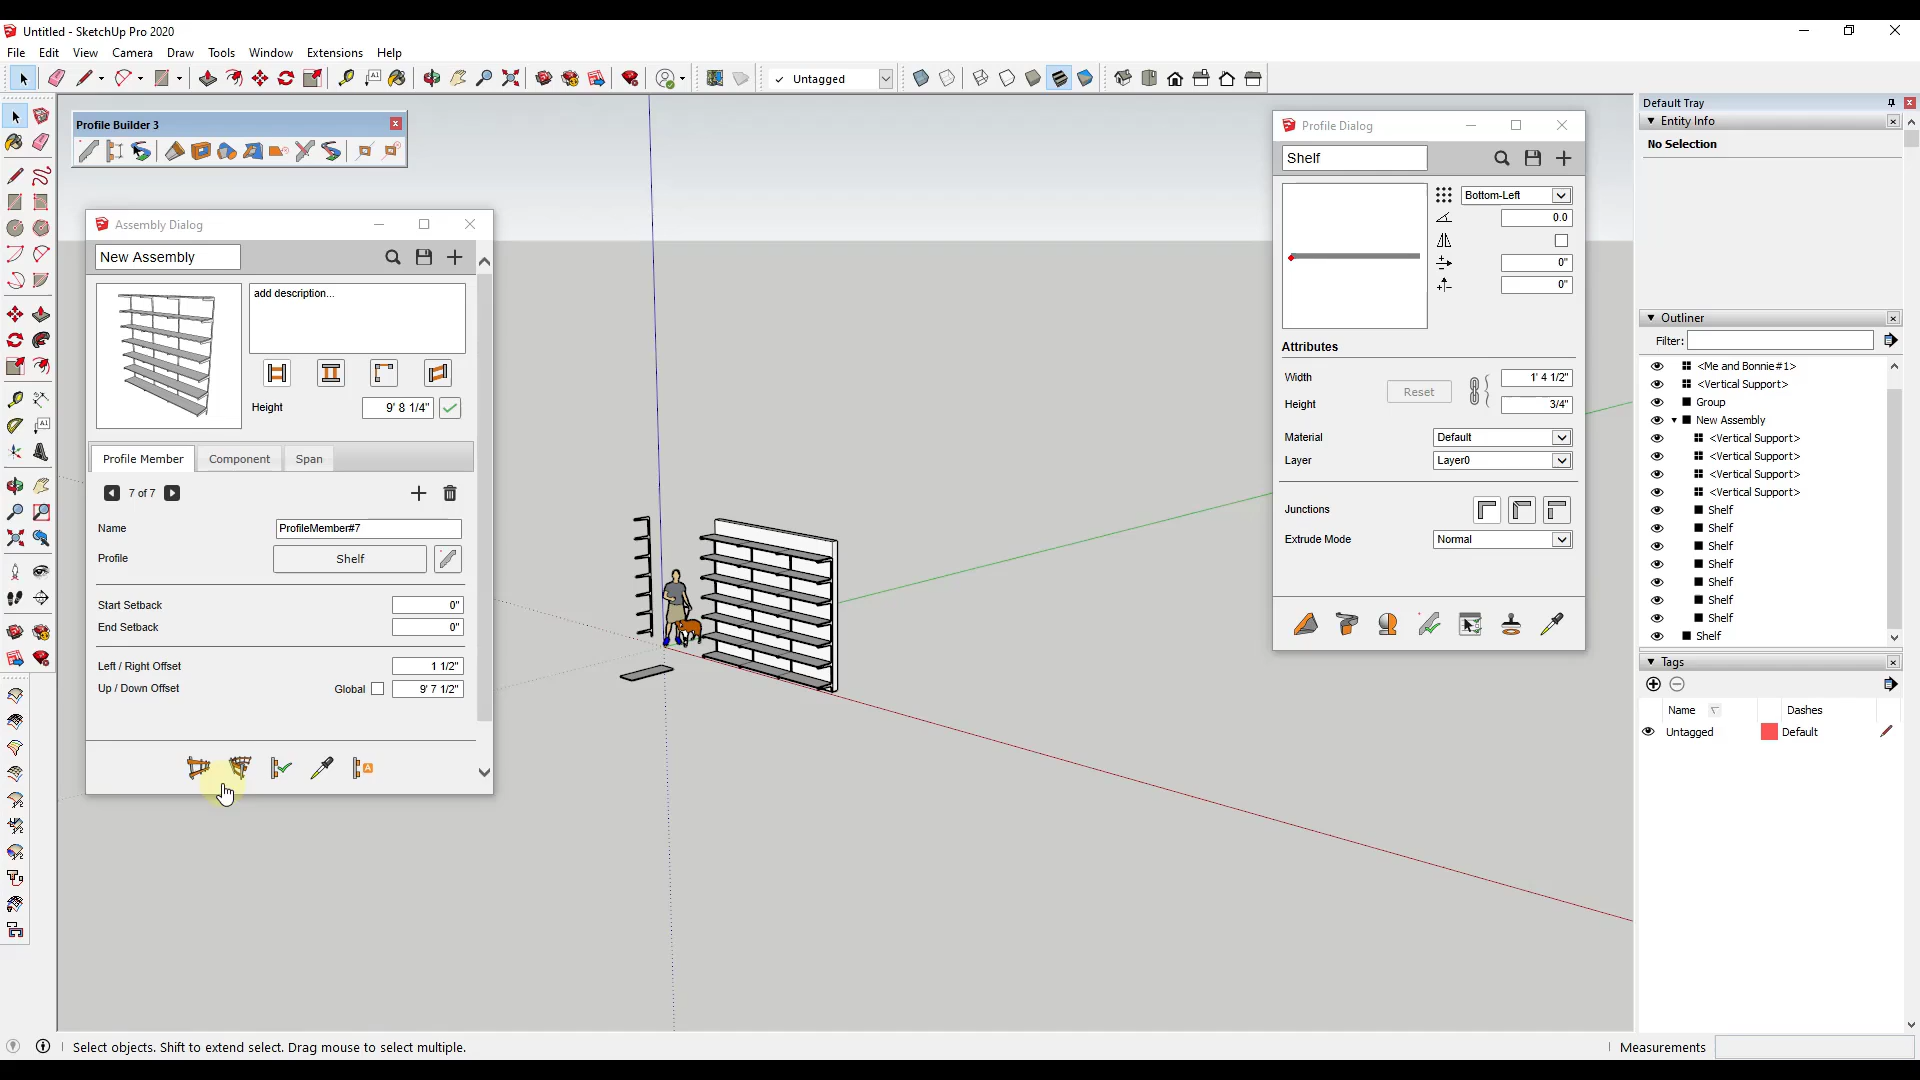 Untitled - SketchUp Pro 2020
File Edit View Camera Draw Tools Window Extensions Help
Untagged
Profile Builder 3
Assembly Dialog
New Assembly
add description...
Height 9' 8 1/4"
Profile Member Component Span
7 of 7
Name ProfileMember#7
Profile Shelf
Start Setback 0"
End Setback 0"
Left / Right Offset 1 1/2"
Up / Down Offset Global 9' 7 1/2"
Profile Dialog
Shelf
Bottom-Left
0.0
0"
0"
Attributes
Width 1' 4 1/2"
Reset
Height 3/4"
Material Default
Layer Layer0
Junctions
Extrude Mode Normal
Default Tray
Entity Info
No Selection
Outliner
Filter:
<Me and Bonnie#1>
<Vertical Support>
Group
New Assembly
<Vertical Support>
<Vertical Support>
<Vertical Support>
<Vertical Support>
Shelf
Shelf
Shelf
Shelf
Shelf
Shelf
Shelf
Shelf
Tags
Name Dashes
Untagged Default
Select objects. Shift to extend select. Drag mouse to select multiple.
Measurements